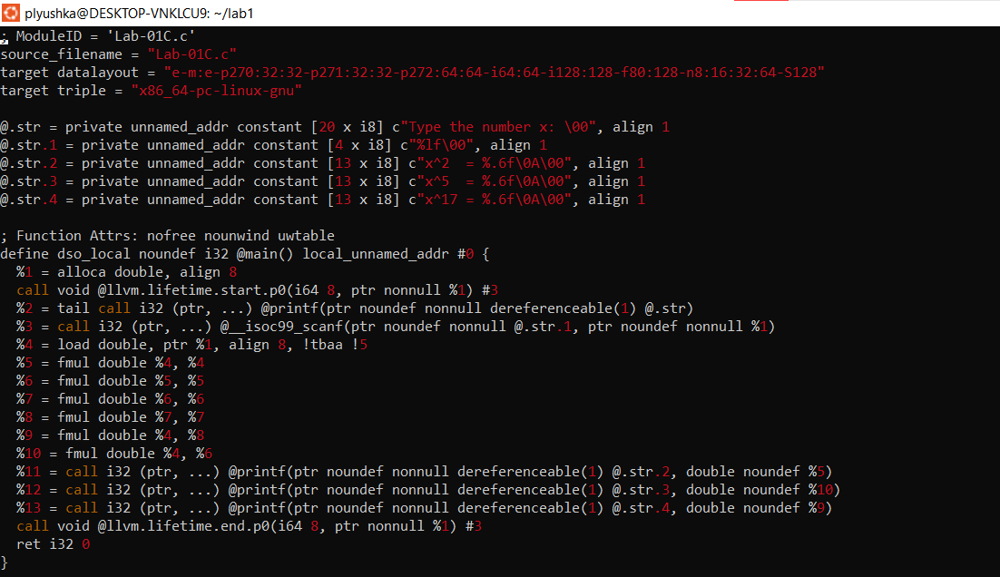 plyushka@DESKTOP-VNKLCU9: ~/lab1
; ModuleID = 'Lab-01C.c'
source_filename = "Lab-01C.c"
target datalayout = "e-m:e-p270:32:32-p271:32:32-p272:64:64-i64:64-i128:128-f80:128-n8:16:32:64-S128"
target triple = "x86_64-pc-linux-gnu"
@.str = private unnamed_addr constant [20 x i8] c"Type the number x: \00", align 1
@.str.1 = private unnamed_addr constant [4 x i8] c"%lf\00", align 1
@.str.2 = private unnamed_addr constant [13 x i8] c"x^2  = %.6f\0A\00", align 1
@.str.3 = private unnamed_addr constant [13 x i8] c"x^5  = %.6f\0A\00", align 1
@.str.4 = private unnamed_addr constant [13 x i8] c"x^17 = %.6f\0A\00", align 1
; Function Attrs: nofree nounwind uwtable
define dso_local noundef i32 @main() local_unnamed_addr #0 {
  %1 = alloca double, align 8
  call void @llvm.lifetime.start.p0(i64 8, ptr nonnull %1) #3
  %2 = tail call i32 (ptr, ...) @printf(ptr noundef nonnull dereferenceable(1) @.str)
  %3 = call i32 (ptr, ...) @__isoc99_scanf(ptr noundef nonnull @.str.1, ptr noundef nonnull %1)
  %4 = load double, ptr %1, align 8, !tbaa !5
  %5 = fmul double %4, %4
  %6 = fmul double %5, %5
  %7 = fmul double %6, %6
  %8 = fmul double %7, %7
  %9 = fmul double %4, %8
  %10 = fmul double %4, %6
  %11 = call i32 (ptr, ...) @printf(ptr noundef nonnull dereferenceable(1) @.str.2, double noundef %5)
  %12 = call i32 (ptr, ...) @printf(ptr noundef nonnull dereferenceable(1) @.str.3, double noundef %10)
  %13 = call i32 (ptr, ...) @printf(ptr noundef nonnull dereferenceable(1) @.str.4, double noundef %9)
  call void @llvm.lifetime.end.p0(i64 8, ptr nonnull %1) #3
  ret i32 0
}